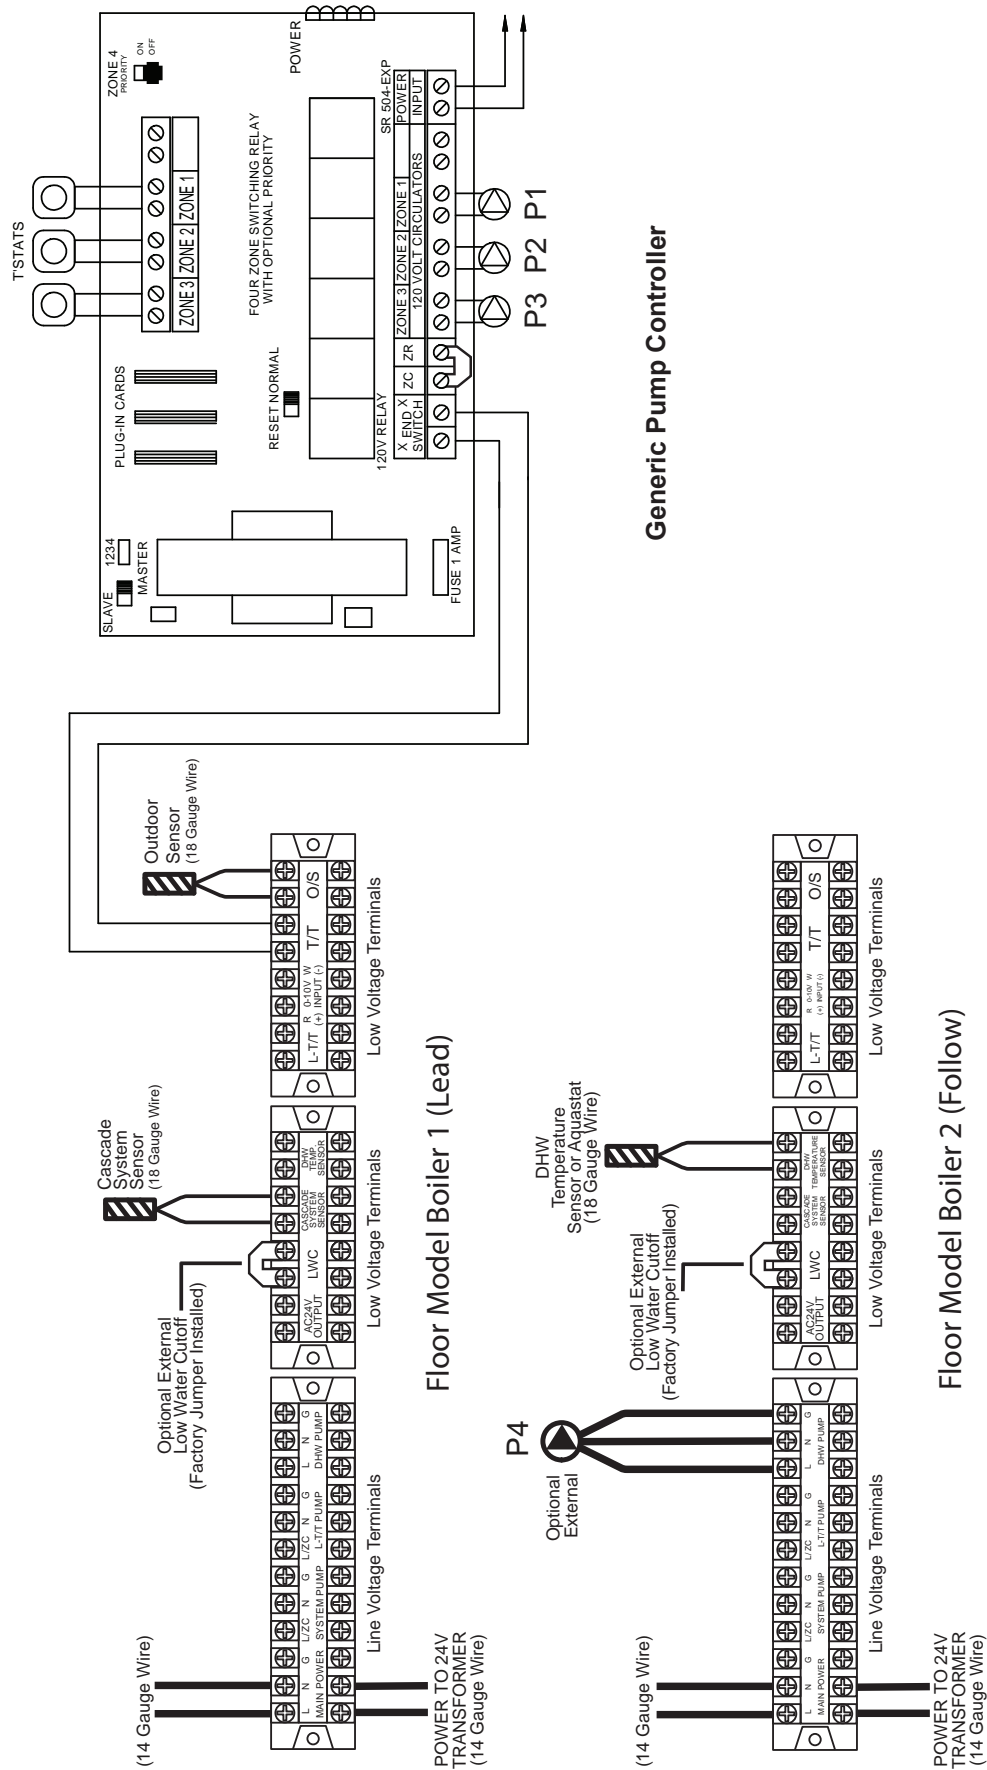 T'STATS
ZONE 4
PRIORITY
ON
OFF
POWER
PLUG-IN CARDS
ZONE 3
ZONE 2
ZONE 1
FOUR ZONE SWITCHING RELAY
WITH OPTIONAL PRIORITY
RESET NORMAL
SLAVE
1234
MASTER
FUSE 1 AMP
120V RELAY
SR 504-EXP
X END X
SWITCH
ZC
ZR
ZONE 3
ZONE 2
ZONE 1
120 VOLT CIRCULATORS
POWER
INPUT
P3
P2
P1
Generic Pump Controller
(14 Gauge Wire)
Optional External
Low Water Cutoff
(Factory Jumper Installed)
Cascade
System
Sensor
(18 Gauge Wire)
Outdoor
Sensor
(18 Gauge Wire)
L N G
MAIN POWER
L/ZC N G
SYSTEM PUMP
L/ZC N G
L-T/T PUMP
L N G
DHW PUMP
AC24V
OUTPUT
LWC
CASCADE
SYSTEM
SENSOR
DHW
TEMP
SENSOR
L-T/T
R 0-10V W
(+) INPUT (-)
T/T
O/S
POWER TO 24V
TRANSFORMER
(14 Gauge Wire)
Line Voltage Terminals
Low Voltage Terminals
Low Voltage Terminals
Floor Model Boiler 1 (Lead)
(14 Gauge Wire)
P4
Optional
External
Optional External
Low Water Cutoff
(Factory Jumper Installed)
DHW
Temperature
Sensor or Aquastat
(18 Gauge Wire)
L N G
MAIN POWER
L/ZC N G
SYSTEM PUMP
L/ZC N G
L-T/T PUMP
L N G
DHW PUMP
AC24V
OUTPUT
LWC
CASCADE
SYSTEM
SENSOR
DHW
TEMPERATURE
SENSOR
L-T/T
R 0-10V W
(+) INPUT (-)
T/T
O/S
POWER TO 24V
TRANSFORMER
(14 Gauge Wire)
Line Voltage Terminals
Low Voltage Terminals
Low Voltage Terminals
Floor Model Boiler 2 (Follow)